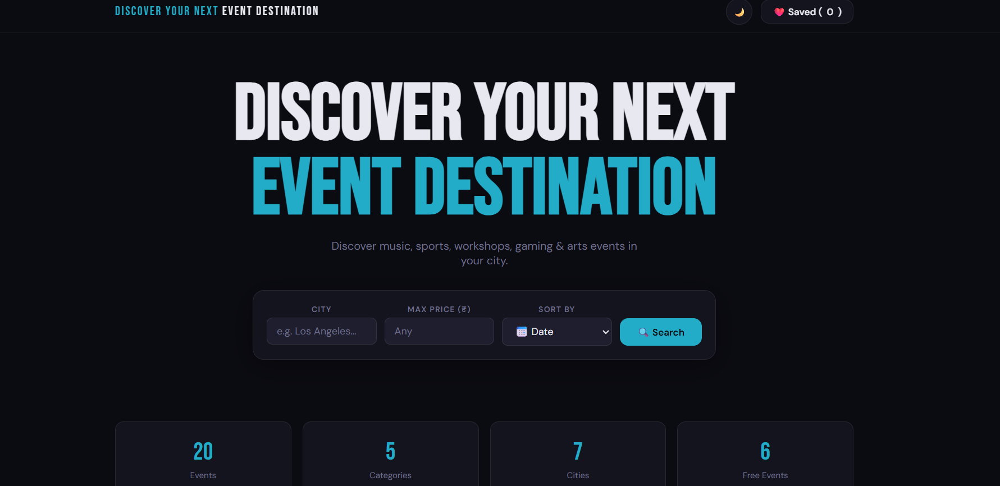 DISCOVER YOUR NEXT EVENT DESTINATION
Saved ( 0 )
DISCOVER YOUR NEXT
EVENT DESTINATION
Discover music, sports, workshops, gaming & arts events in
your city.
CITY
MAX PRICE (₹)
SORT BY
e.g. Los Angeles...
Any
Date
Search
20
5
7
6
Events
Categories
Cities
Free Events